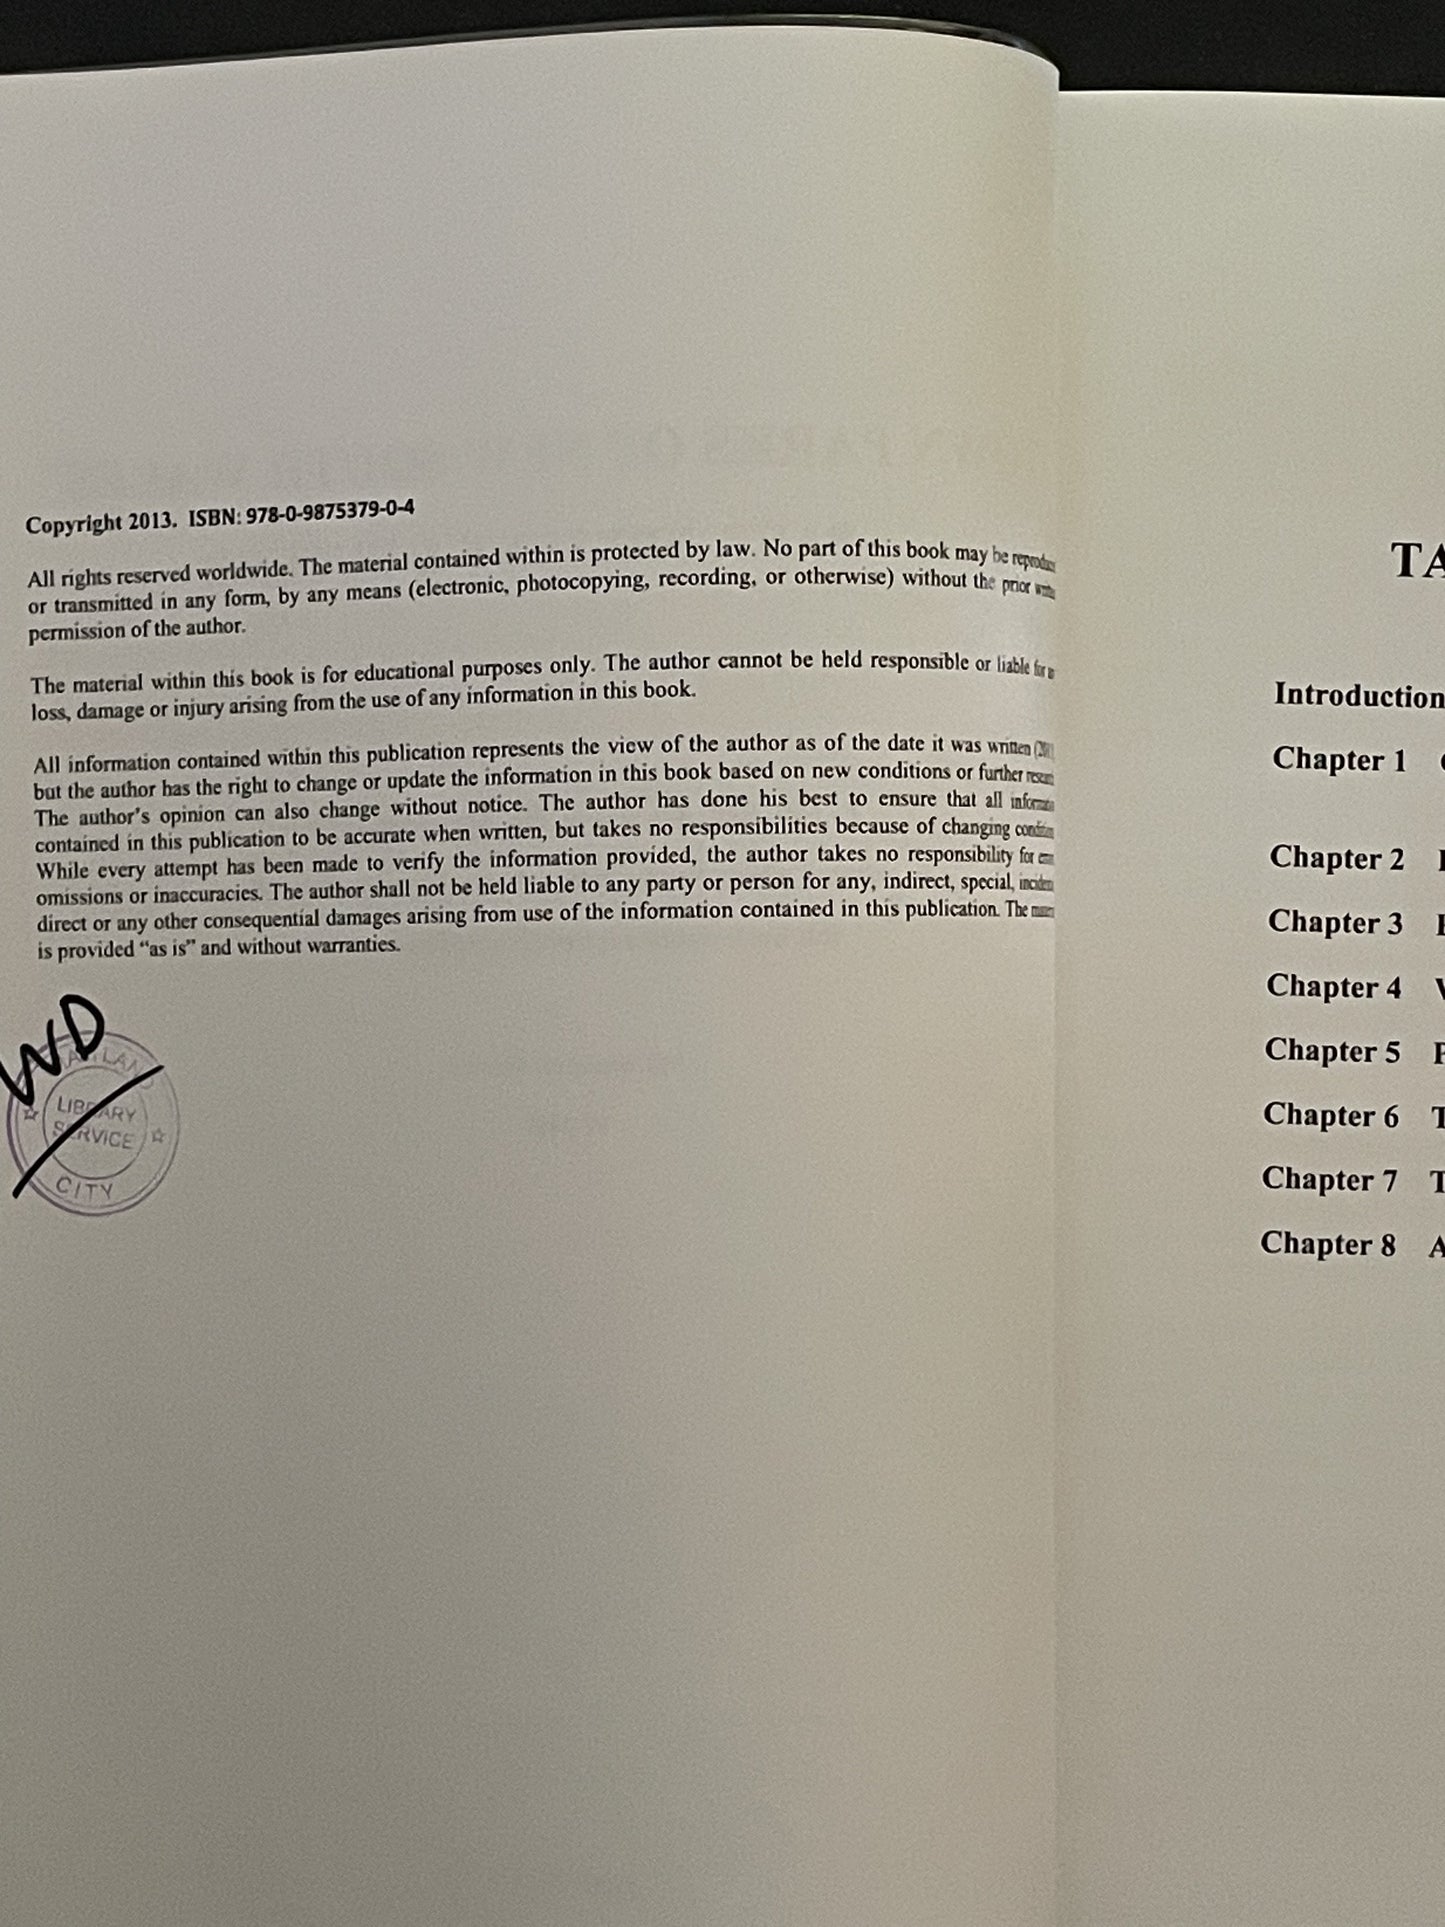 Copyright 2013. ISBN: 978-0-9875379-0-4
All rights reserved worldwide. The material contained within is protected by law. No part of this book may be
or transmitted in any form, by any means (electronic, photocopying, recording, or otherwise) without the prior
permission of the author.
The material within this book is for educational purposes only. The author cannot be held responsible or liable for
loss, damage or injury arising from the use of any information in this book.
All information contained within this publication represents the view of the author as of the date it was written
but the author has the right to change or update the information in this book based on new conditions or further
The author's opinion can also change without notice. The author has done his best to ensure that all
contained in this publication to be accurate when written, but takes no responsibilities because of changing
While every attempt has been made to verify the information provided, the author takes no responsibility for
omissions or inaccuracies. The author shall not be held liable to any party or person for any, indirect, special,
direct or any other consequential damages arising from use of the information contained in this publication. The
is provided “as is” and without warranties.
WD
LIBRARY
SERVICE
CITY
TA
Introduction
Chapter 1
Chapter 2
Chapter 3
Chapter 4
Chapter 5
Chapter 6 T
Chapter 7 T
Chapter 8 A